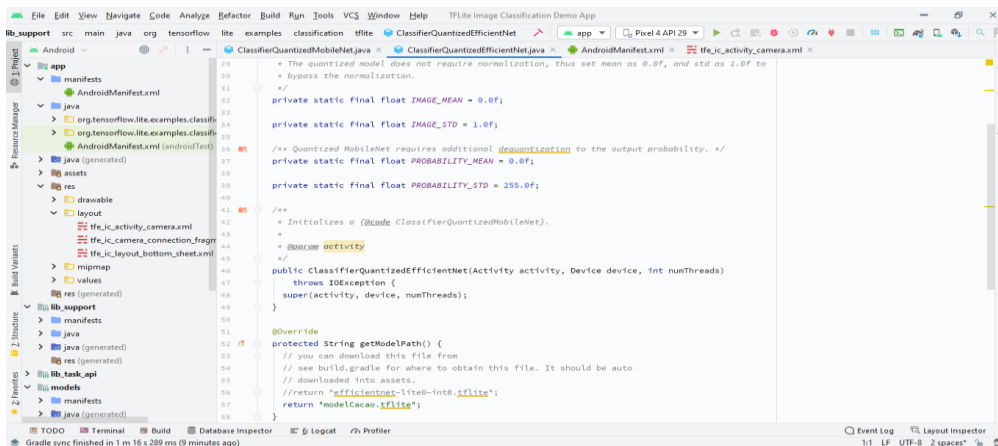 File Edit View Navigate Code Analyze Refactor Build Run Tools VCS Window Help TFLite Image Classification Demo App
lib_support src main java org tensorflow lite examples classification tflite ClassifierQuantizedEfficientNet app Pixel 4 API 29
Android
ClassifierQuantizedMobileNet.java ClassifierQuantizedEfficientNet.java AndroidManifest.xml tfe_ic_activity_camera.xml
1: Project
Resource Manager
Build Variants
7: Structure
2: Favorites
app
manifests
AndroidManifest.xml
java
org.tensorflow.lite.examples.classifi
org.tensorflow.lite.examples.classifi
AndroidManifest.xml (androidTest)
java (generated)
assets
res
drawable
layout
tfe_ic_activity_camera.xml
tfe_ic_camera_connection_fragm
tfe_ic_layout_bottom_sheet.xml
mipmap
values
res (generated)
lib_support
manifests
java
java (generated)
res (generated)
lib_task_api
models
manifests
java (generated)
29 * The quantized model does not require normalization, thus set mean as 0.0f, and std as 1.0f to
30 * bypass the normalization.
31 */
32 private static final float IMAGE_MEAN = 0.0f;
33
34 private static final float IMAGE_STD = 1.0f;
35
36 /** Quantized MobileNet requires additional dequantization to the output probability. */
37 private static final float PROBABILITY_MEAN = 0.0f;
38
39 private static final float PROBABILITY_STD = 255.0f;
40
41 /**
42 * Initializes a {@code ClassifierQuantizedMobileNet}.
43 *
44 * @param activity
45 */
46 public ClassifierQuantizedEfficientNet(Activity activity, Device device, int numThreads)
47 throws IOException {
48 super(activity, device, numThreads);
49 }
50
51 @Override
52 protected String getModelPath() {
53 // you can download this file from
54 // see build.gradle for where to obtain this file. It should be auto
55 // downloaded into assets.
56 //return "efficientnet-lite0-int8.tflite";
57 return "modelCacao.tflite";
58 }
TODO Terminal Build Database Inspector 6: Logcat Profiler Event Log Layout Inspector
Gradle sync finished in 1 m 16 s 289 ms (9 minutes ago) 1:1 LF UTF-8 2 spaces*